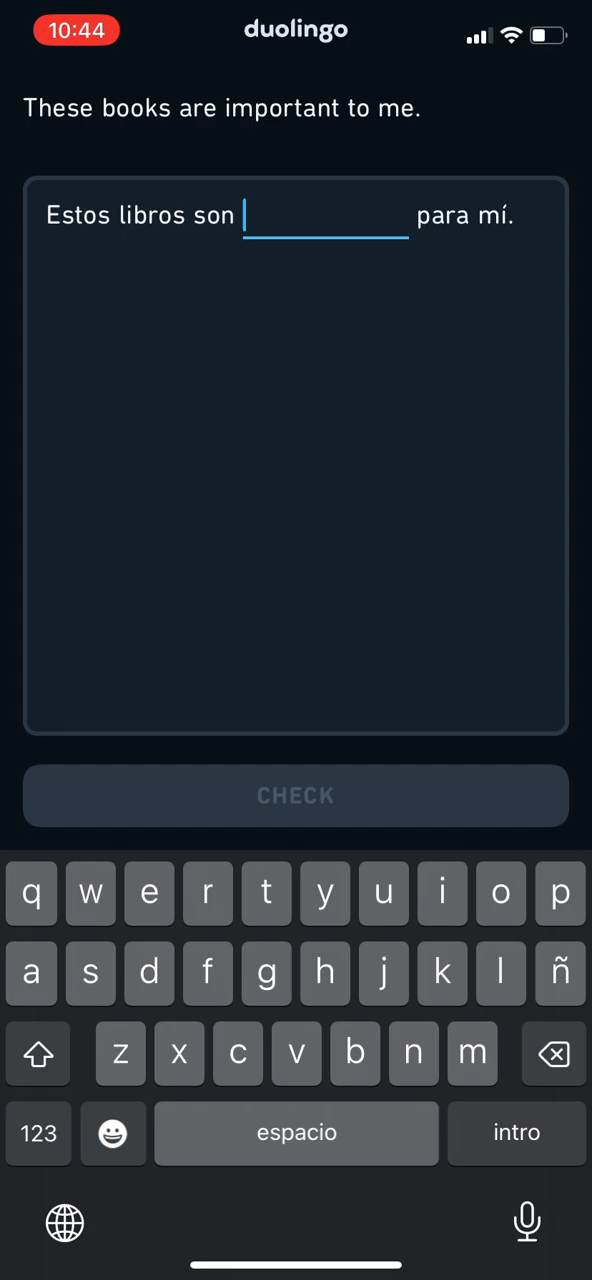 10:44
duolingo
These books are important to me.
Estos libros son para mí.
CHECK
q w e r t y u i o p
a s d f g h j k l ñ
z x c v b n m
123 espacio intro